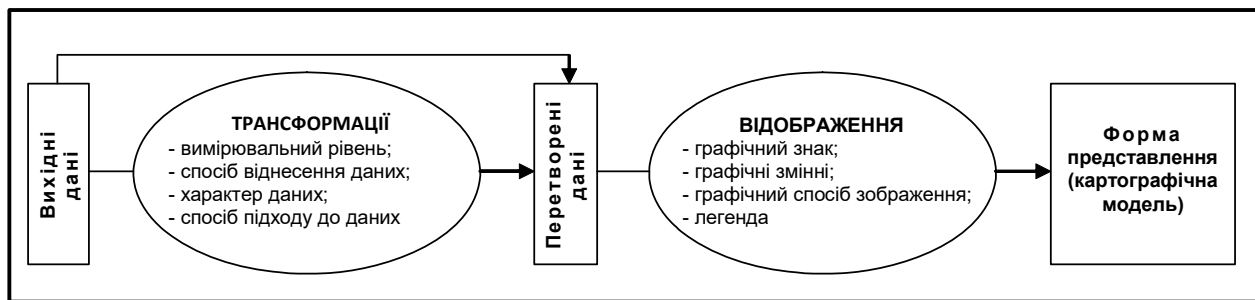 Вихідні
дані
ТРАНСФОРМАЦІЇ
- вимірювальний рівень;
- спосіб віднесення даних;
- характер даних;
- спосіб підходу до даних
Перетворені
дані
ВІДОБРАЖЕННЯ
- графічний знак;
- графічні змінні;
- графічний спосіб зображення;
- легенда
Форма
представлення
(картографічна
модель)